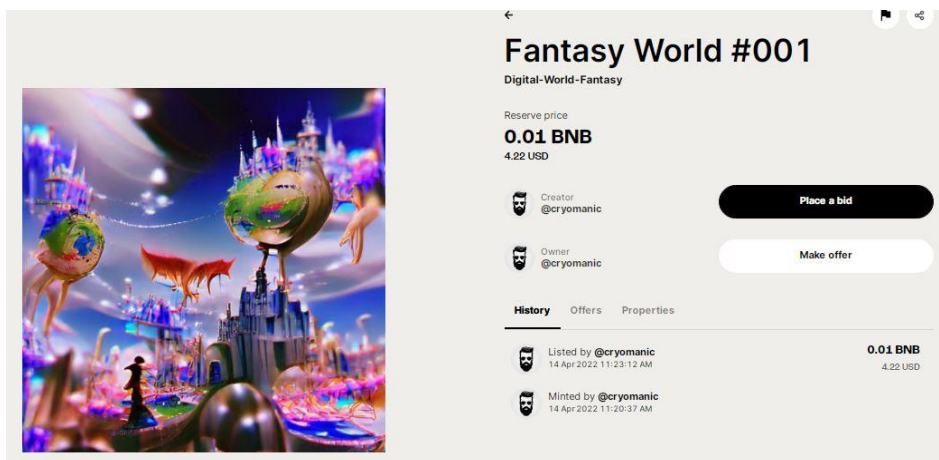 Fantasy World #001
Digital-World-Fantasy
Reserve price
0.01 BNB
4.22 USD
Creator
@cryomanic
Place a bid
Owner
@cryomanic
Make offer
History Offers Properties
Listed by @cryomanic
14 Apr 2022 11:23:12 AM
0.01 BNB
4.22 USD
Minted by @cryomanic
14 Apr 2022 11:20:37 AM